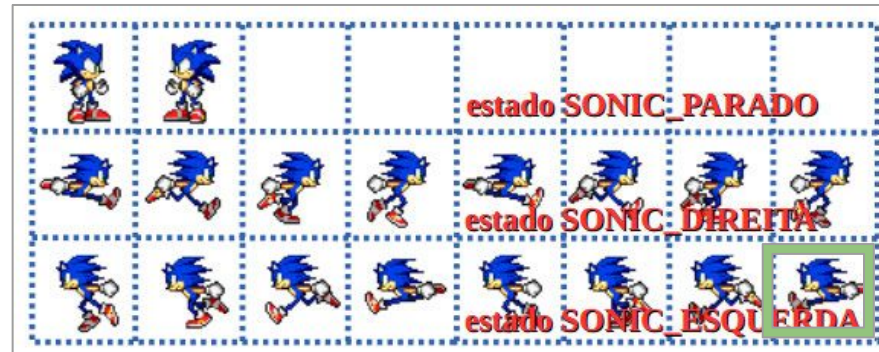 estado SONIC_PARADO
estado SONIC_DIREITA
estado SONIC_ESQUERDA